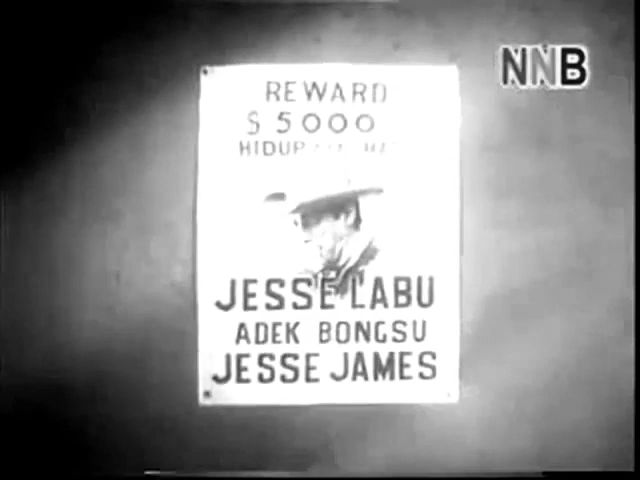 NNB
REWARD
$ 5000
HIDUP
JESSE LABU
ADEK BONGSU
JESSE JAMES